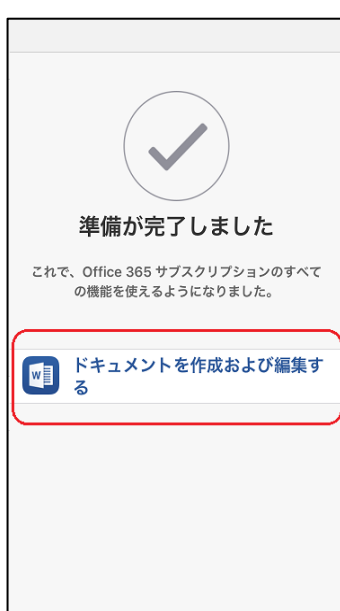 準備が完了しました
これで、Office 365 サブスクリプションのすべて
の機能を使えるようになりました。
W
ドキュメントを作成および編集す
る